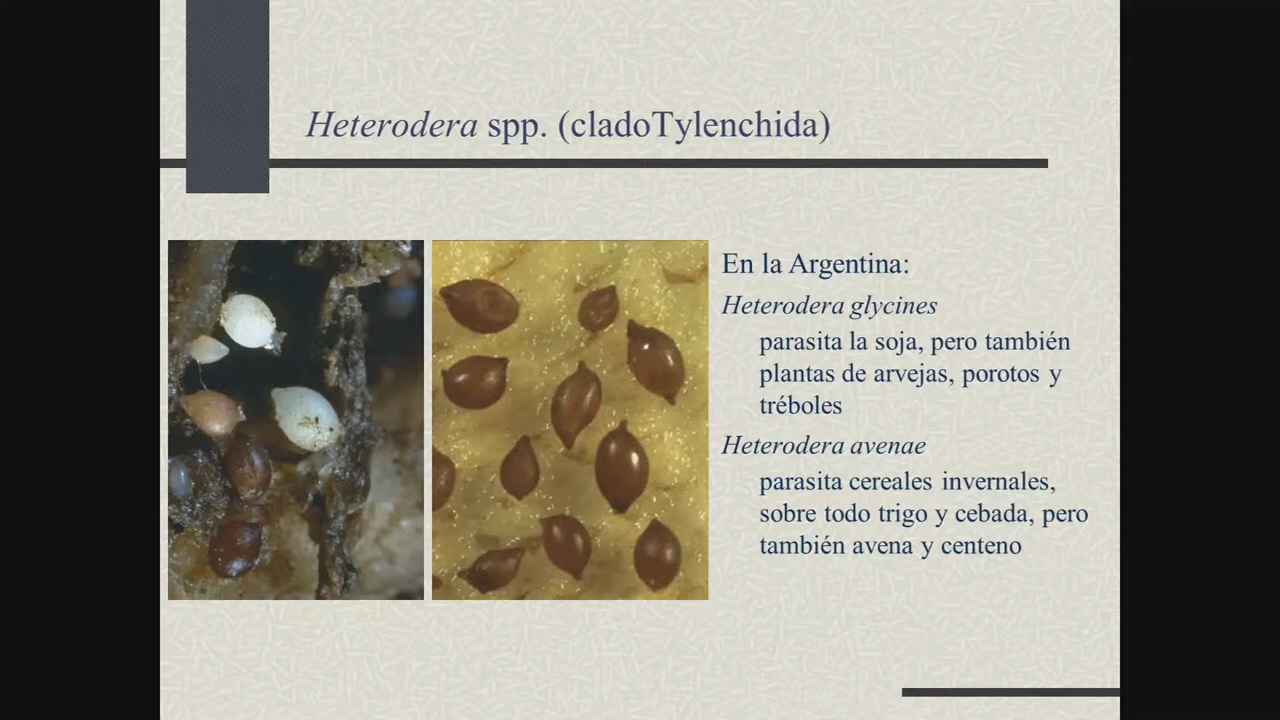 Heterodera spp. (cladoTylenchida)
En la Argentina:
Heterodera glycines
parasita la soja, pero también
plantas de arvejas, porotos y
tréboles
Heterodera avenae
parasita cereales invernales,
sobre todo trigo y cebada, pero
también avena y centeno